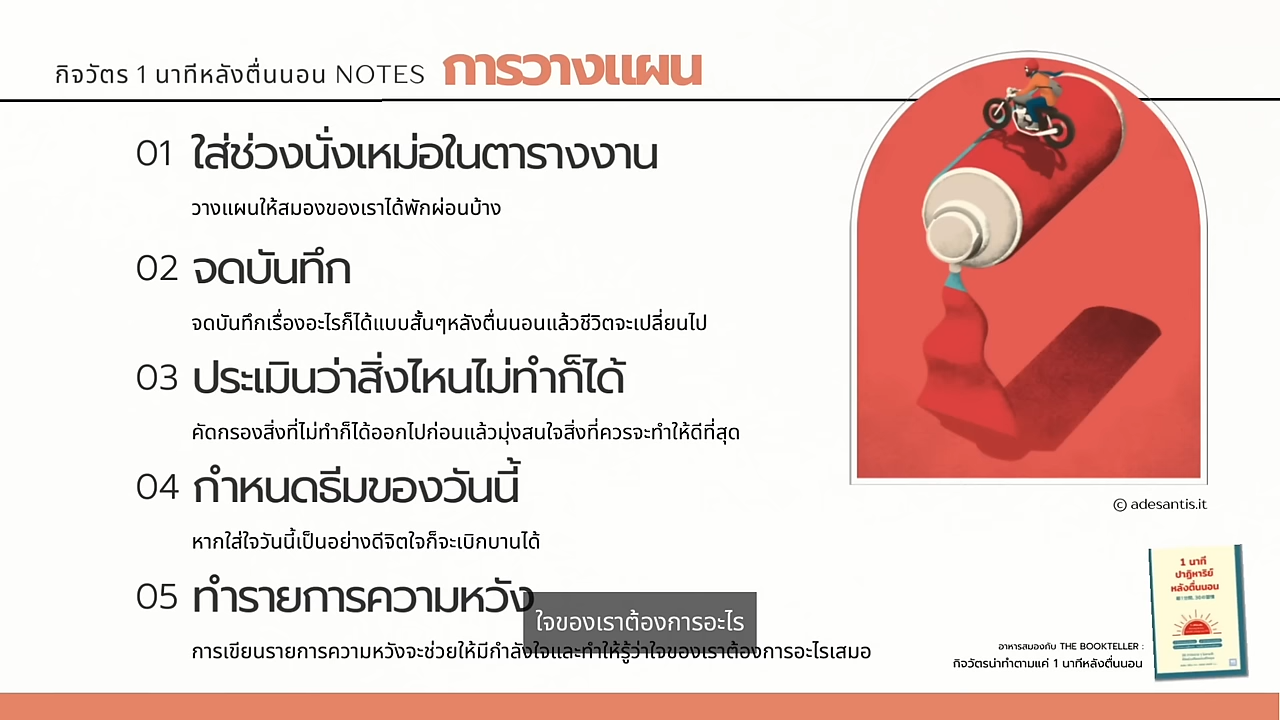 กิจวัตร 1 นาทีหลังตื่นนอน NOTES การวางแผน
01 ใส่ช่วงนั่งเหม่อในตารางงาน
วางแผนให้สมองของเราได้พักผ่อนบ้าง
02 จดบันทึก
จดบันทึกเรื่องอะไรก็ได้แบบสั้นๆหลังตื่นนอนแล้วชีวิตจะเปลี่ยนไป
03 ประเมินว่าสิ่งไหนไม่ทำก็ได้
คัดกรองสิ่งที่ไม่ทำก็ได้ออกไปก่อนแล้วมุ่งสนใจสิ่งที่ควรจะทำให้ดีที่สุด
04 กำหนดธีมของวันนี้
หากใส่ใจวันนี้เป็นอย่างดีจิตใจก็จะเบิกบานได้
05 ทำรายการความหวัง
ใจของเราต้องการอะไร
การเขียนรายการความหวังจะช่วยให้มีกำลังใจและทำให้รู้ว่าใจของเราต้องการอะไรเสมอ
© adesantis.it
1 นาที
ปาฏิหาริย์
หลังตื่นนอน
อาหารสมองกับ THE BOOKTELLER :
กิจวัตรน่าทำตามแค่ 1 นาทีหลังตื่นนอน